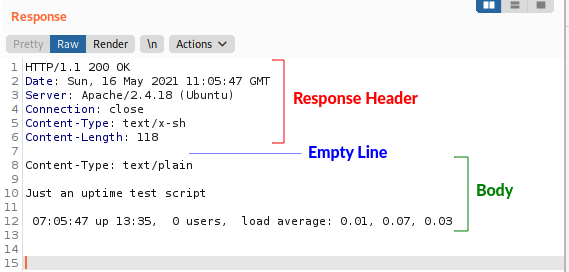 Response
Pretty Raw Render \n Actions
1 HTTP/1.1 200 OK
2 Date: Sun, 16 May 2021 11:05:47 GMT
3 Server: Apache/2.4.18 (Ubuntu)
4 Connection: close
5 Content-Type: text/x-sh
6 Content-Length: 118
Response Header
7
Empty Line
8 Content-Type: text/plain
9
10 Just an uptime test script
11
12 07:05:47 up 13:35, 0 users, load average: 0.01, 0.07, 0.03
Body
13
14
15